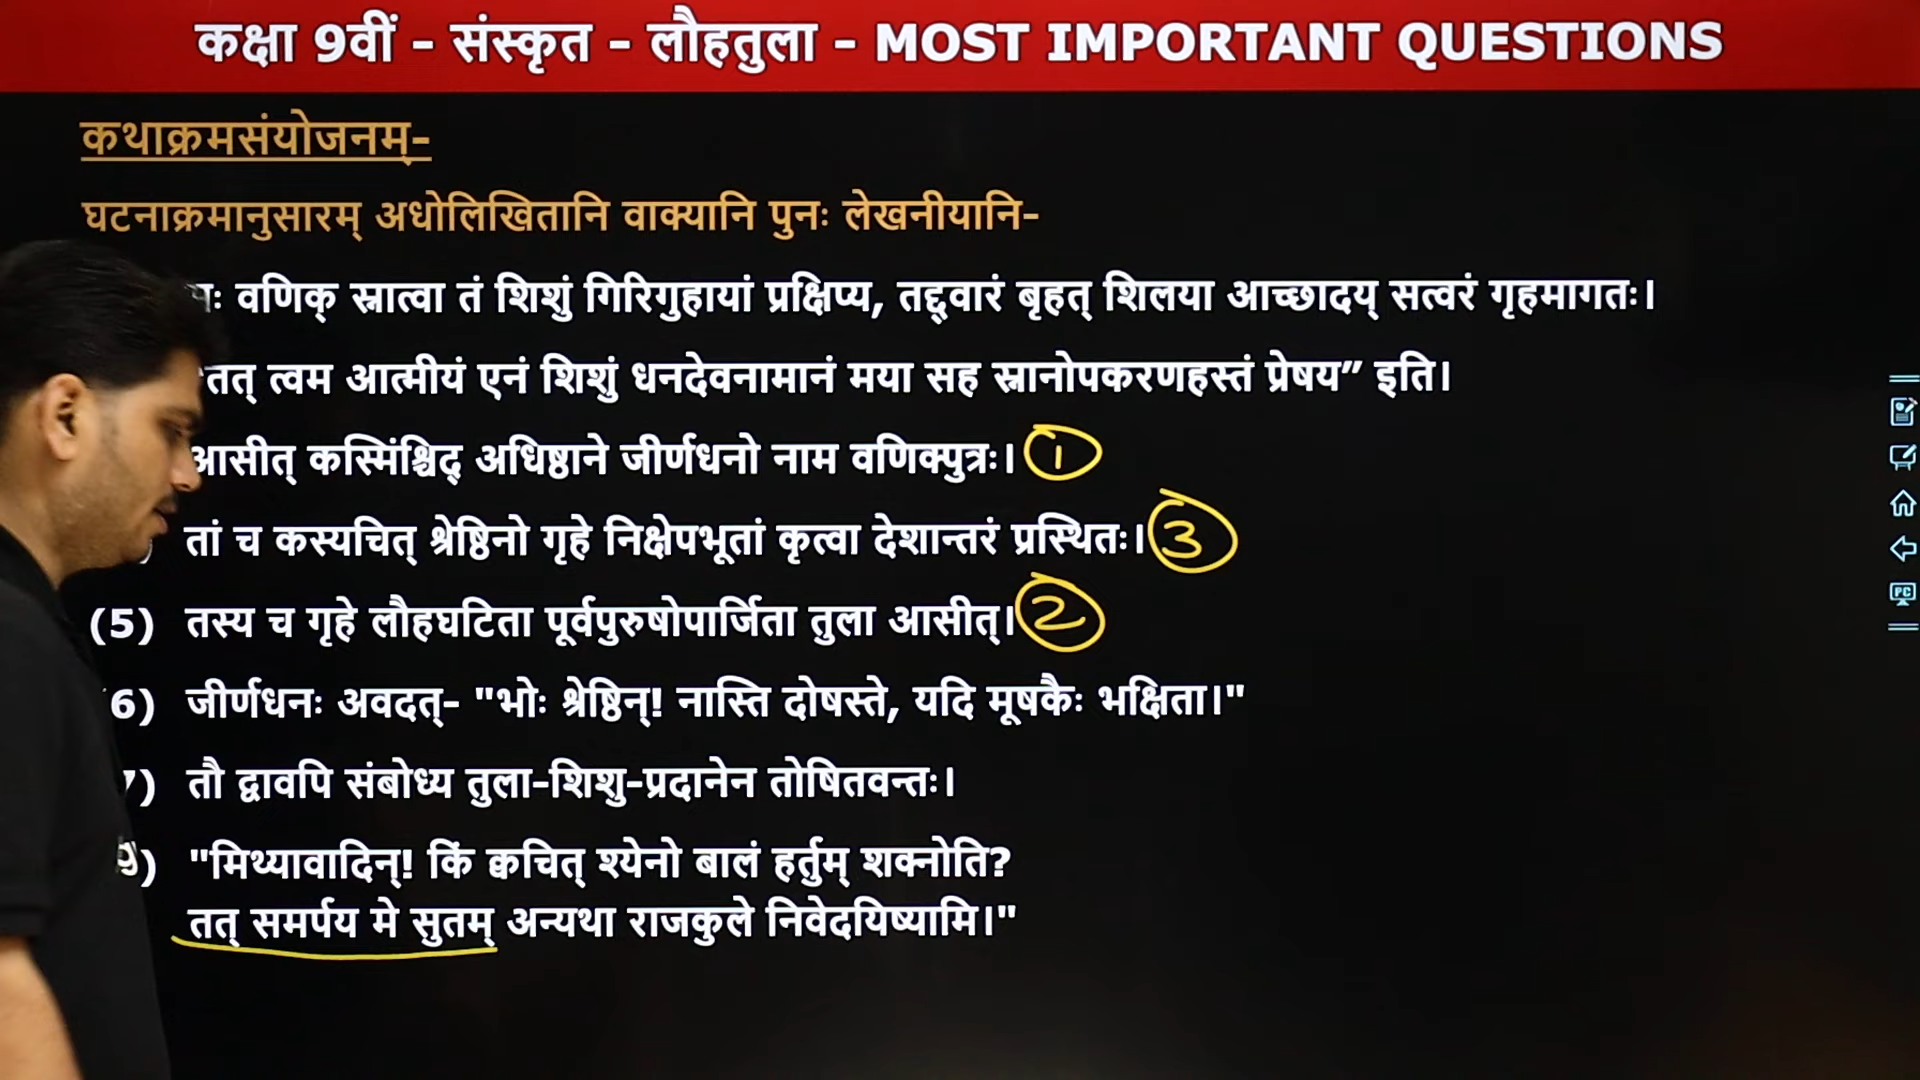 कक्षा 9वीं - संस्कृत - लौहतुला - MOST IMPORTANT QUESTIONS
कथाक्रमसंयोजनम्-
घटनाक्रमानुसारम् अधोलिखितानि वाक्यानि पुनः लेखनीयानि-
वणिक् स्नात्वा तं शिशुं गिरिगुहायां प्रक्षिप्य, तद्द्वारं बृहत् शिलया आच्छादय् सत्वरं गृहमागतः।
तत् त्वम आत्मीयं एनं शिशुं धनदेवनामानं मया सह स्नानोपकरणहस्तं प्रेषय” इति।
आसीत् कस्मिंश्चिद् अधिष्ठाने जीर्णधनो नाम वणिक्पुत्रः। 1
तां च कस्यचित् श्रेष्ठिनो गृहे निक्षेपभूतां कृत्वा देशान्तरं प्रस्थितः। 3
(5) तस्य च गृहे लौहघटिता पूर्वपुरुषोपार्जिता तुला आसीत्। 2
6) जीर्णधनः अवदत्- "भोः श्रेष्ठिन्! नास्ति दोषस्ते, यदि मूषकैः भक्षिता।"
) तौ द्वावपि संबोध्य तुला-शिशु-प्रदानेन तोषितवन्तः।
) "मिथ्यावादिन्! किं क्वचित् श्येनो बालं हर्तुम् शक्नोति?
तत् समर्पय मे सुतम् अन्यथा राजकुले निवेदयिष्यामि।"
PC